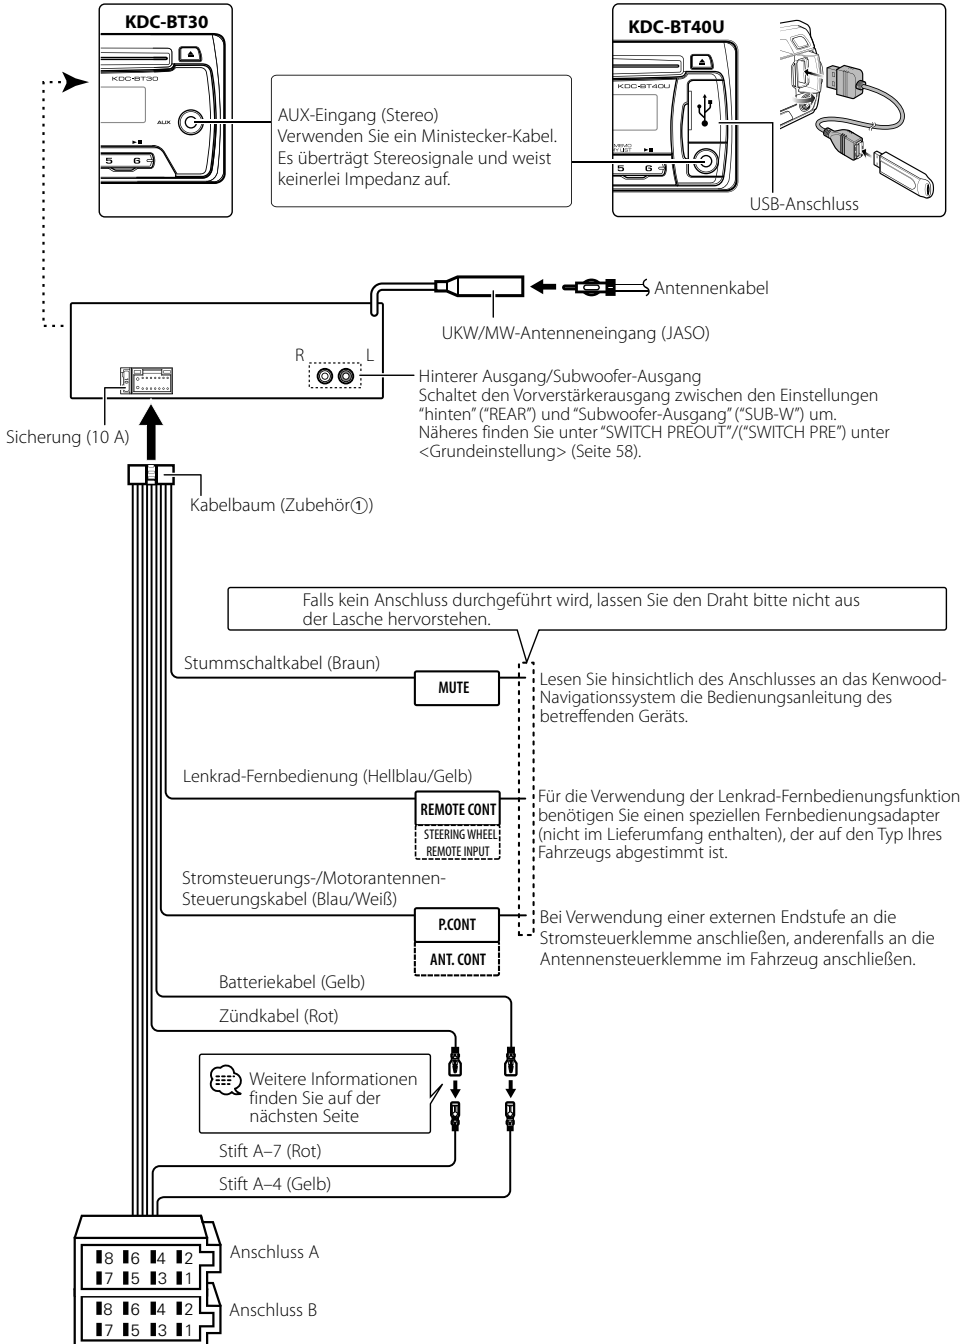 KDC-BT30
KDC-BT30
AUX
5 6
AUX-Eingang (Stereo)
Verwenden Sie ein Ministecker-Kabel.
Es überträgt Stereosignale und weist
keinerlei Impedanz auf.
KDC-BT40U
KDC-BT40U
5 6
USB-Anschluss
Antennenkabel
UKW/MW-Antenneneingang (JASO)
R L
Hinterer Ausgang/Subwoofer-Ausgang
Schaltet den Vorverstärkerausgang zwischen den Einstellungen
“hinten” (“REAR”) und “Subwoofer-Ausgang” (“SUB-W”) um.
Näheres finden Sie unter “SWITCH PREOUT”/(“SWITCH PRE”) unter
<Grundeinstellung> (Seite 58).
Sicherung (10 A)
Kabelbaum (Zubehör①)
Falls kein Anschluss durchgeführt wird, lassen Sie den Draht bitte nicht aus
der Lasche hervorstehen.
Stummschaltkabel (Braun)
MUTE
Lesen Sie hinsichtlich des Anschlusses an das Kenwood-
Navigationssystem die Bedienungsanleitung des
betreffenden Geräts.
Lenkrad-Fernbedienung (Hellblau/Gelb)
REMOTE CONT
STEERING WHEEL
REMOTE INPUT
Für die Verwendung der Lenkrad-Fernbedienungsfunktion
benötigen Sie einen speziellen Fernbedienungsadapter
(nicht im Lieferumfang enthalten), der auf den Typ Ihres
Fahrzeugs abgestimmt ist.
Stromsteuerungs-/Motorantennen-
Steuerungskabel (Blau/Weiß)
P.CONT
ANT. CONT
Bei Verwendung einer externen Endstufe an die
Stromsteuerklemme anschließen, anderenfalls an die
Antennensteuerklemme im Fahrzeug anschließen.
Batteriekabel (Gelb)
Zündkabel (Rot)
Weitere Informationen
finden Sie auf der
nächsten Seite
Stift A–7 (Rot)
Stift A–4 (Gelb)
8 6 4 2
7 5 3 1
Anschluss A
8 6 4 2
7 5 3 1
Anschluss B